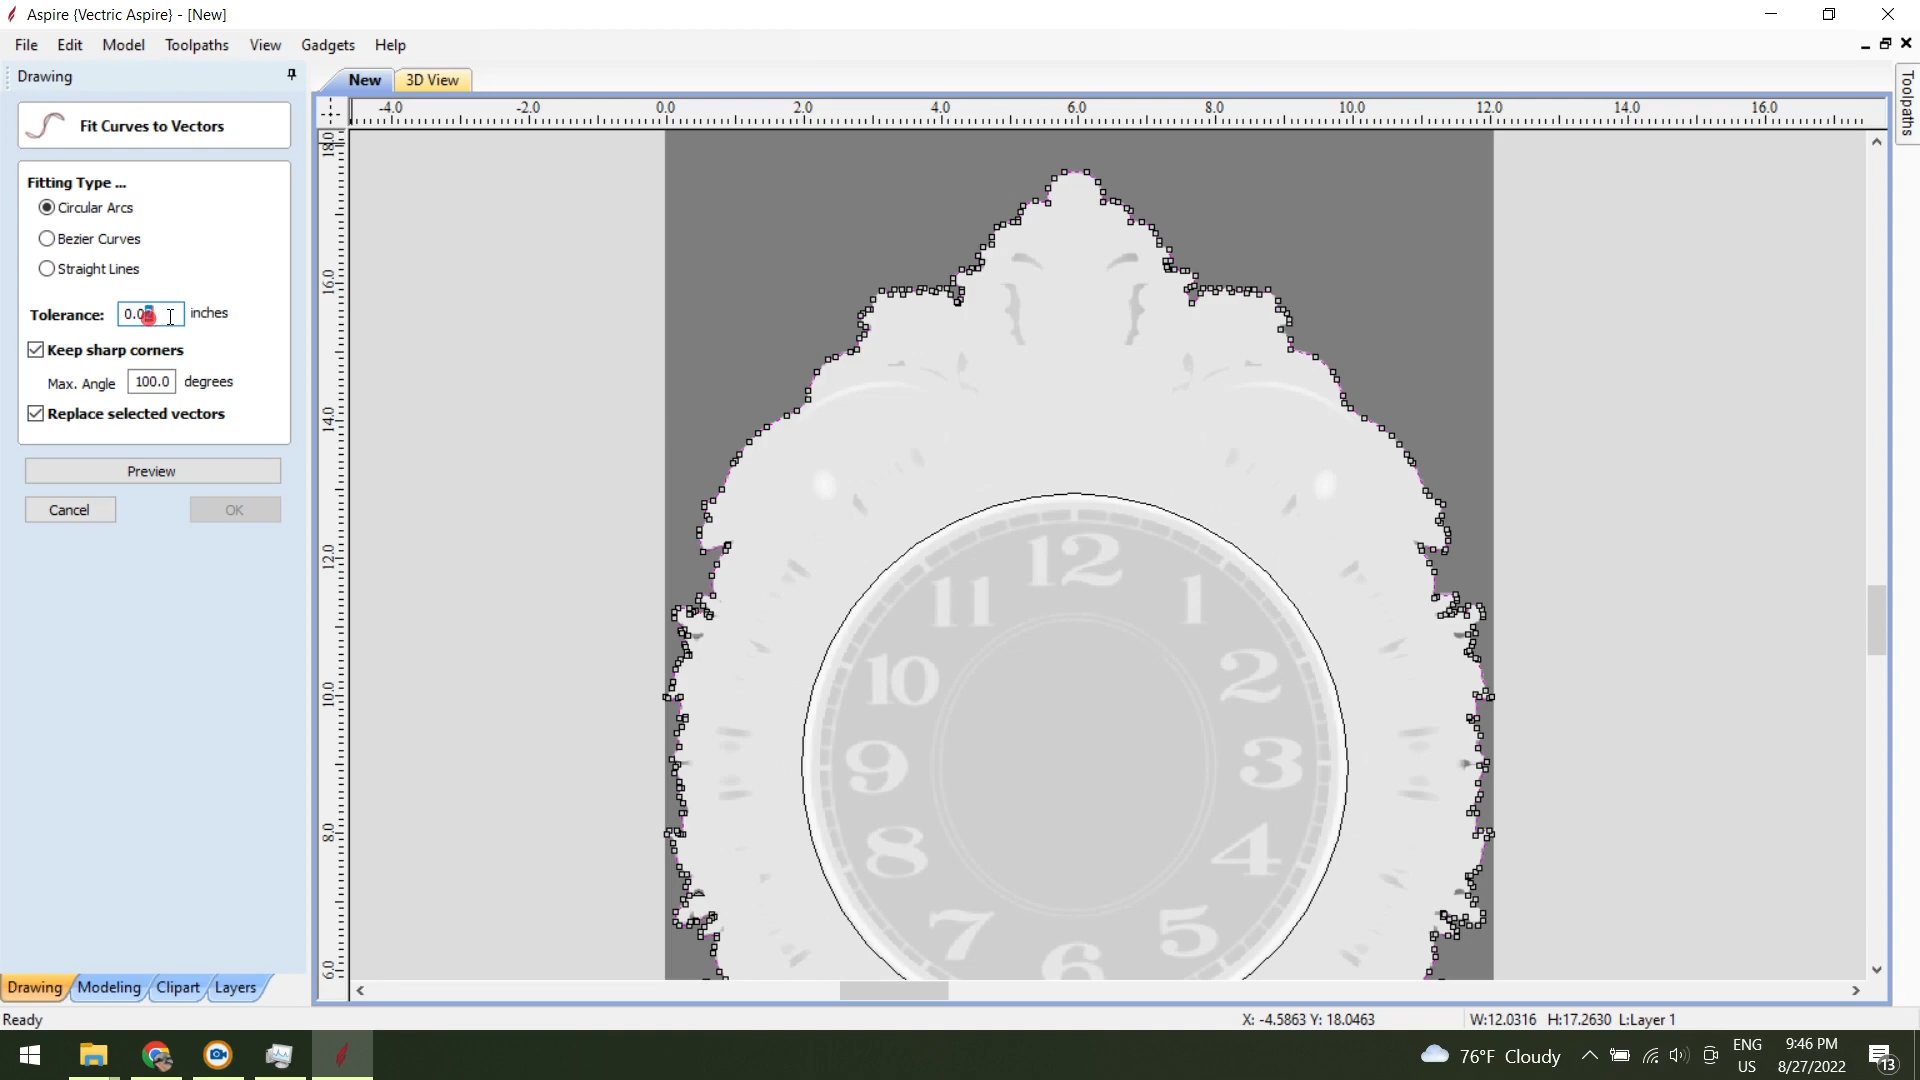 Aspire {Vectric Aspire} - [New]
File Edit Model Toolpaths View Gadgets Help
Drawing
New 3D View
Toolpaths
-4.0 -2.0 0.0 2.0 4.0 6.0 8.0 10.0 12.0 14.0 16.0
18.0
16.0
14.0
12.0
10.0
8.0
6.0
Fit Curves to Vectors
Fitting Type ...
Circular Arcs
Bezier Curves
Straight Lines
Tolerance: inches
Keep sharp corners
Max. Angle 100.0 degrees
Replace selected vectors
Preview
Cancel OK
12
11 1
10 2
9 3
8 4
7 5
6
Drawing Modeling Clipart Layers
Ready
X: -4.5863 Y: 18.0463
W:12.0316 H:17.2630 L:Layer 1
76°F Cloudy
ENG
US
9:46 PM
8/27/2022
13